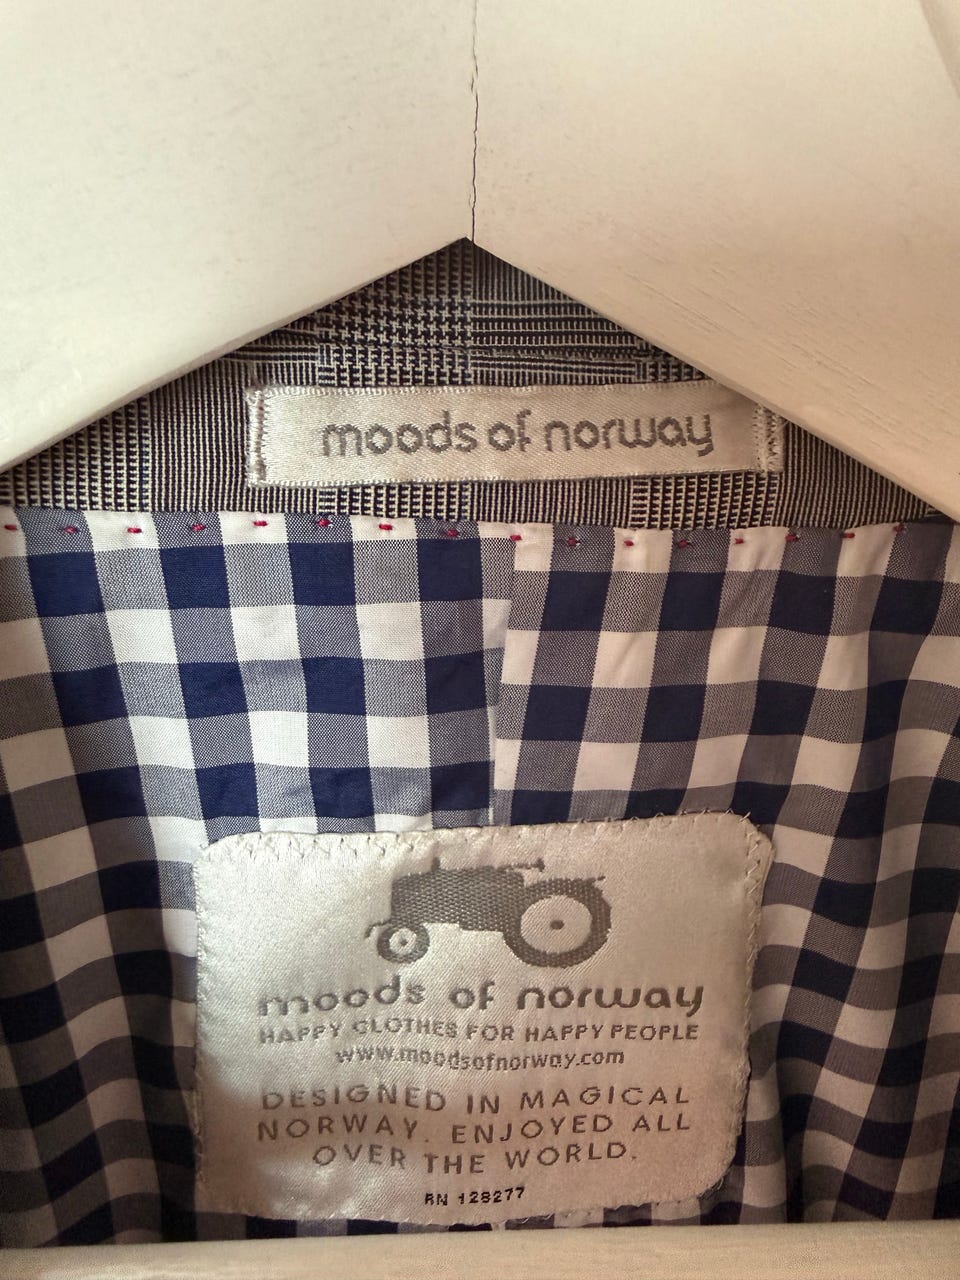 moods of norway
moods of norway
HAPPY CLOTHES FOR HAPPY PEOPLE
www.moodsofnorway.com
DESIGNED IN MAGICAL
NORWAY. ENJOYED ALL
OVER THE WORLD.
RN 128277